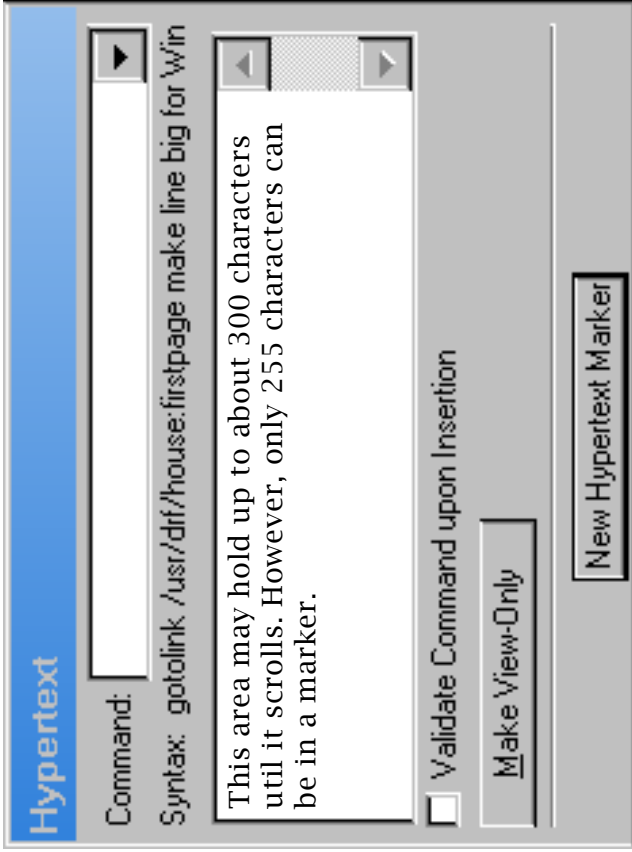 Hypertext
Command:
Syntax: gotolink /usr/drf/house:firstpage make line big for Win
This area may hold up to about 300 characters
util it scrolls. However, only 255 characters can
be in a marker.
Validate Command upon Insertion
Make View-Only
New Hypertext Marker